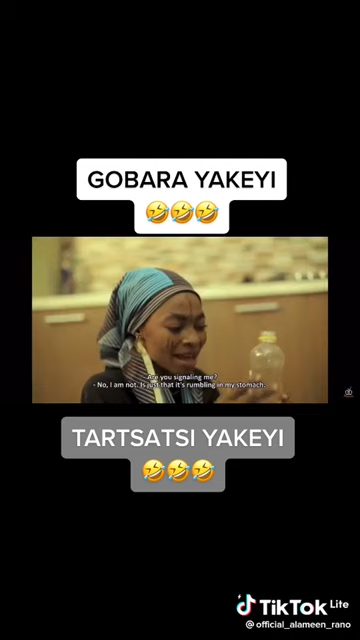 GOBARA YAKEYI
🤣🤣🤣
- Are you signaling me?
- No, I am not. Is just that it's rumbling in my stomach.
TARTSATSI YAKEYI
🤣🤣🤣
TikTok Lite
@official_alameen_rano